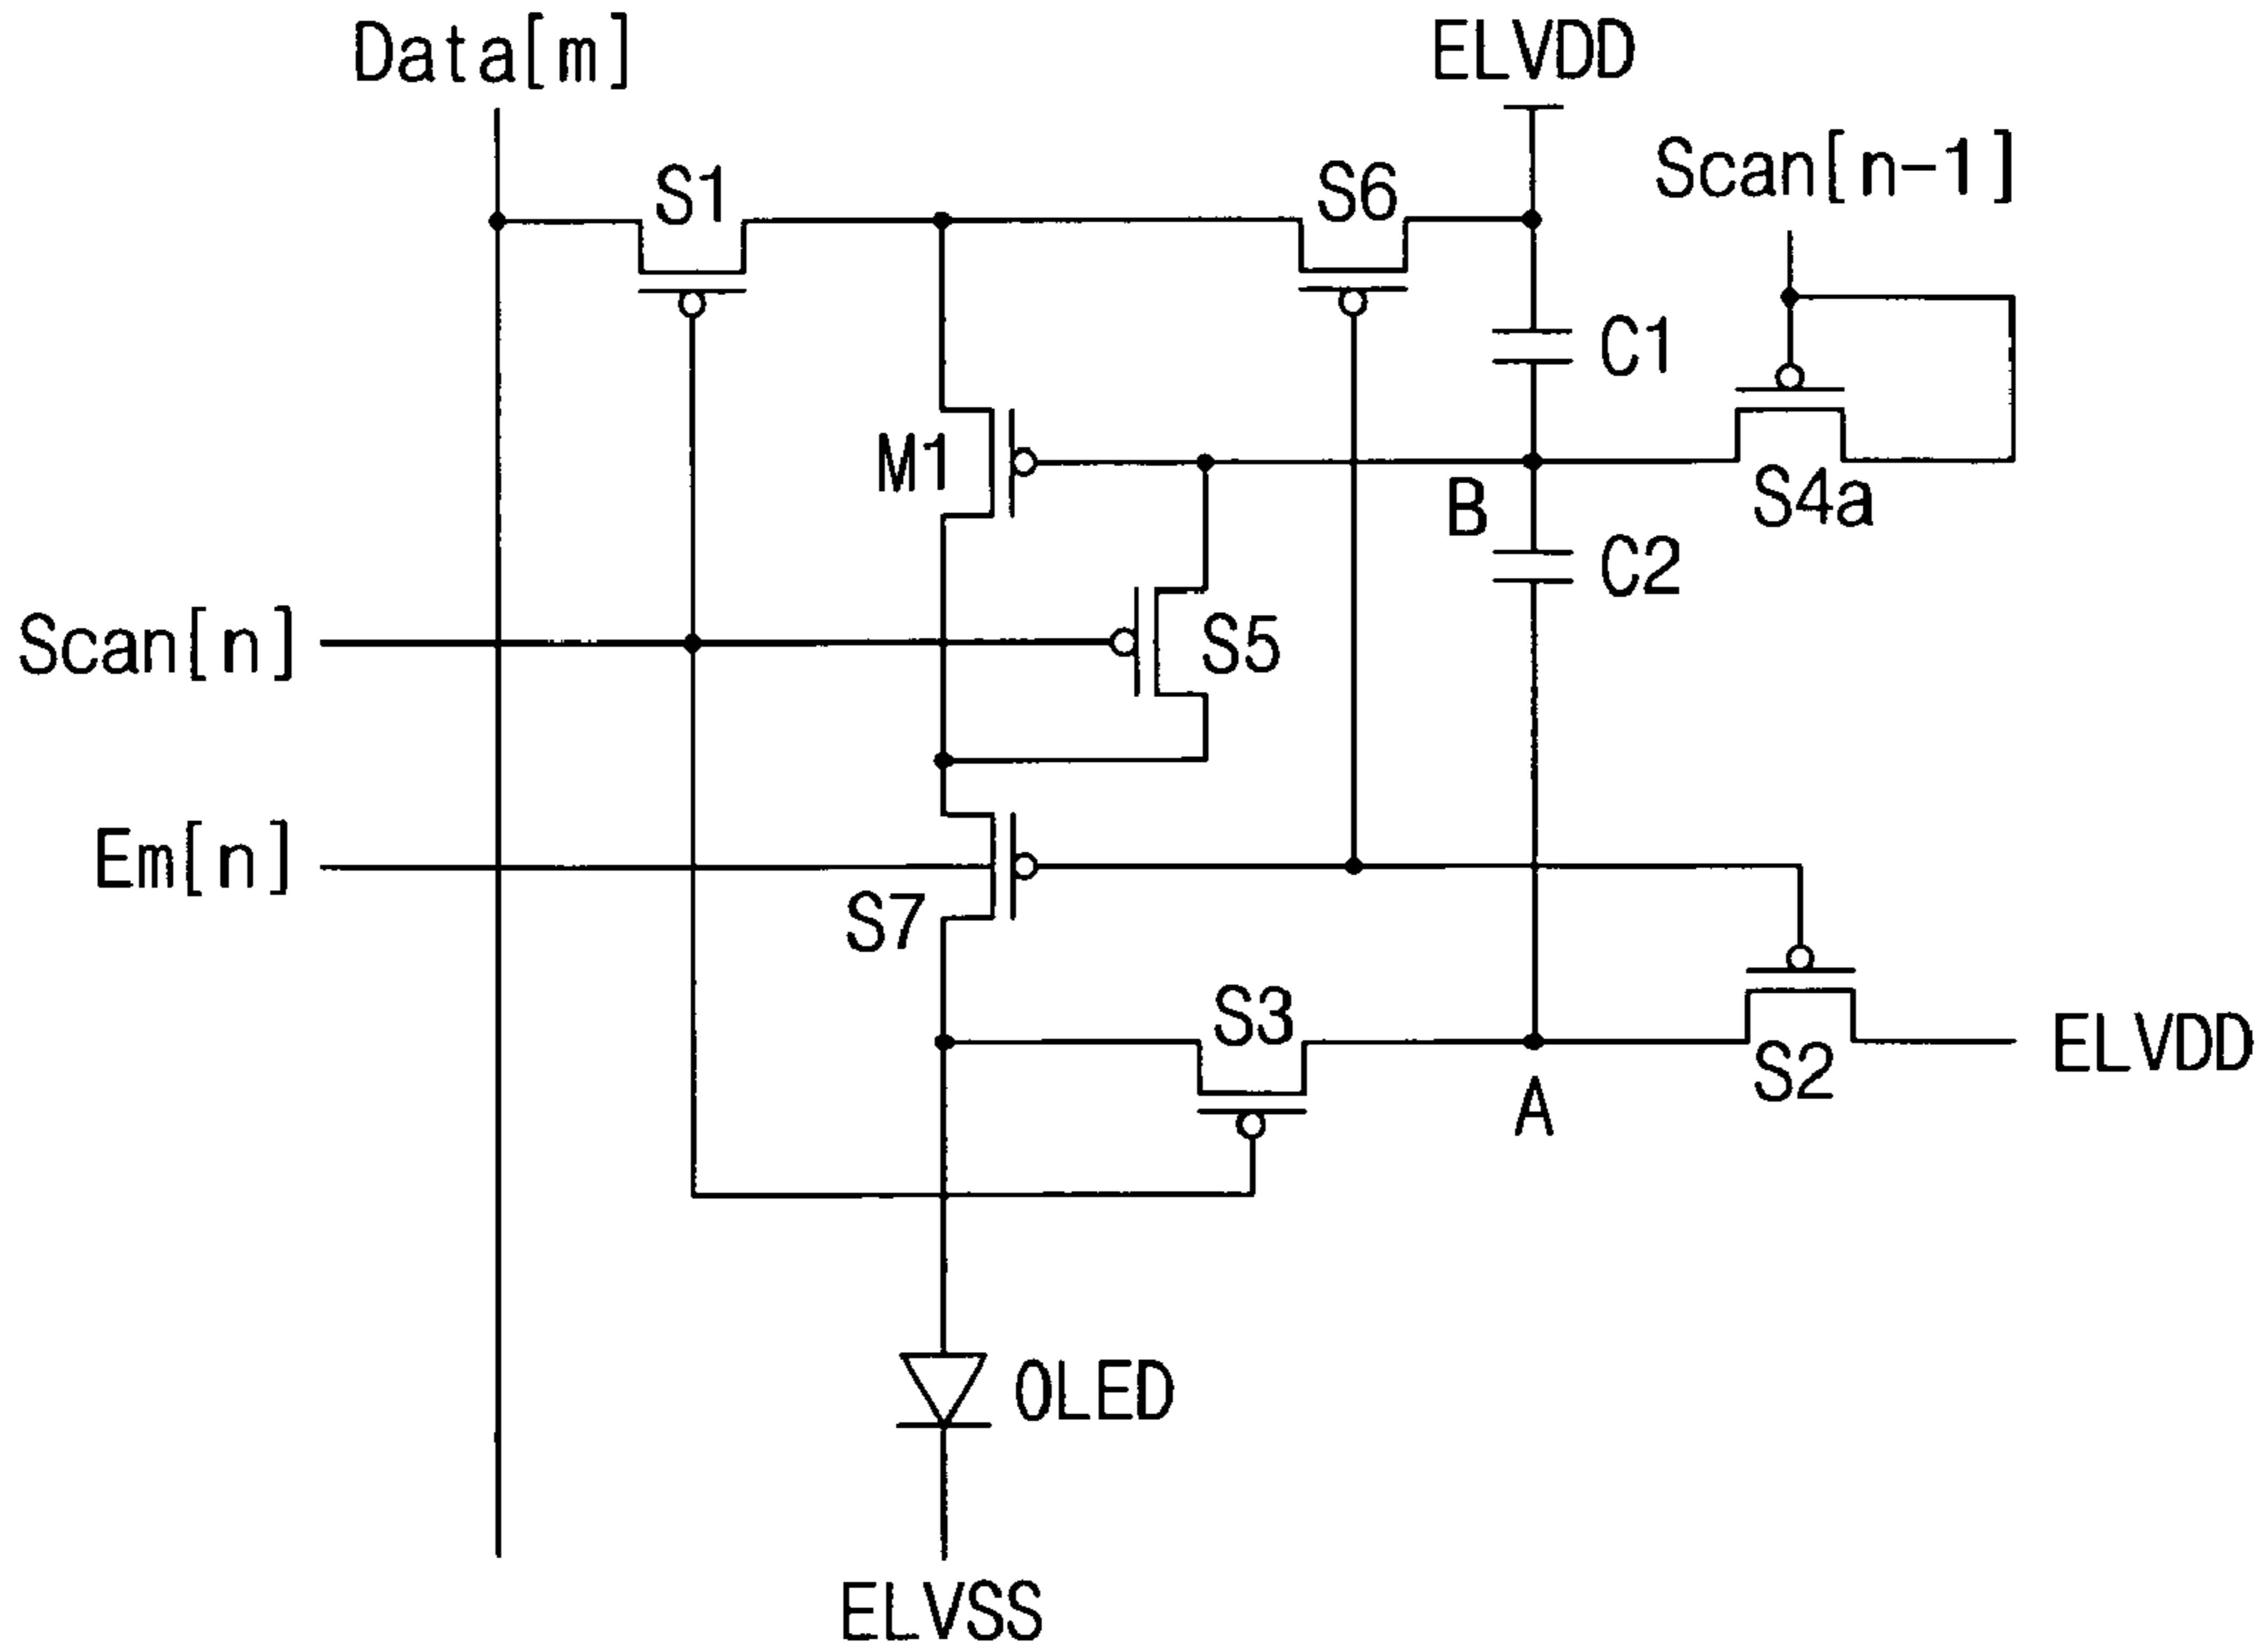 Data[m]
ELVDD
Scan[n-1]
S1
S6
C1
M1
B
S4a
C2
Scan[n]
S5
Em[n]
S7
S3
ELVDD
S2
A
OLED
ELVSS